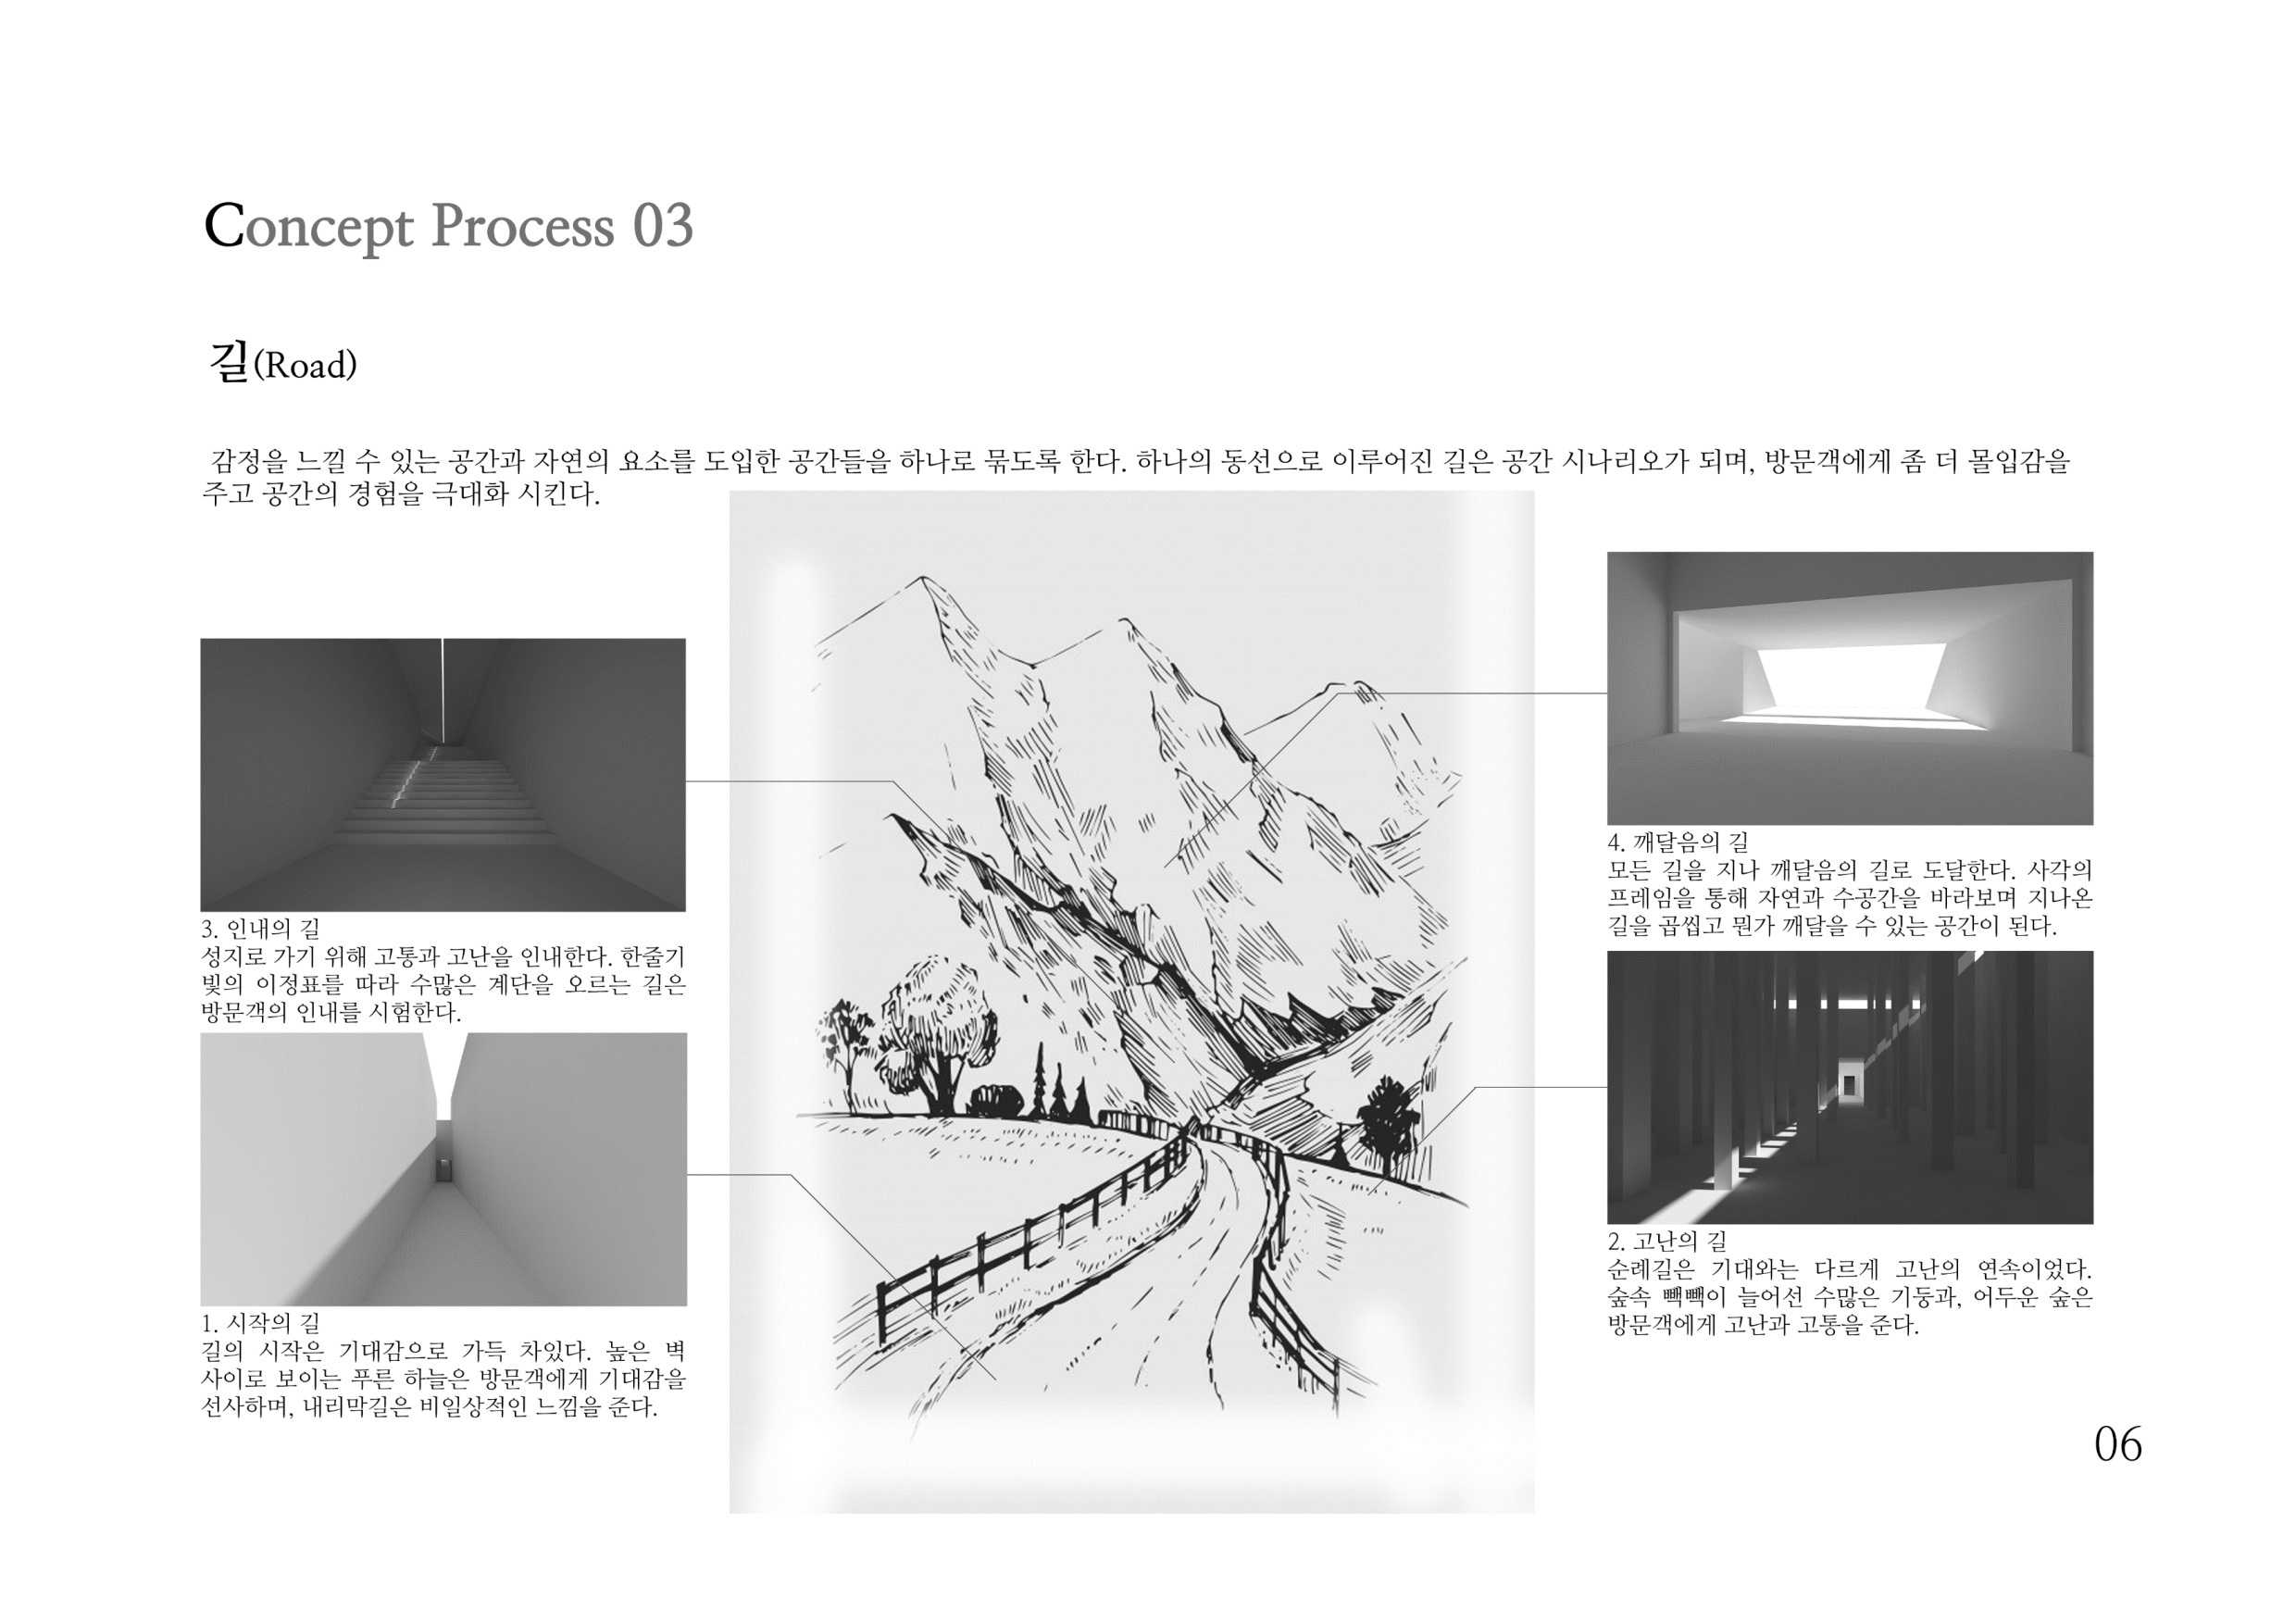 Concept Process 03
길(Road)
감정을 느낄 수 있는 공간과 자연의 요소를 도입한 공간들을 하나로 묶도록 한다. 하나의 동선으로 이루어진 길은 공간 시나리오가 되며, 방문객에게 좀 더 몰입감을
주고 공간의 경험을 극대화 시킨다.
3. 인내의 길
성지로 가기 위해 고통과 고난을 인내한다. 한줄기
빛의 이정표를 따라 수많은 계단을 오르는 길은
방문객의 인내를 시험한다.
1. 시작의 길
길의 시작은 기대감으로 가득 차있다. 높은 벽
사이로 보이는 푸른 하늘은 방문객에게 기대감을
선사하며, 내리막길은 비일상적인 느낌을 준다.
4. 깨달음의 길
모든 길을 지나 깨달음의 길로 도달한다. 사각의
프레임을 통해 자연과 수공간을 바라보며 지나온
길을 곱씹고 뭔가 깨달을 수 있는 공간이 된다.
2. 고난의 길
순례길은 기대와는 다르게 고난의 연속이었다.
숲속 빽빽이 늘어선 수많은 기둥과, 어두운 숲은
방문객에게 고난과 고통을 준다.
06